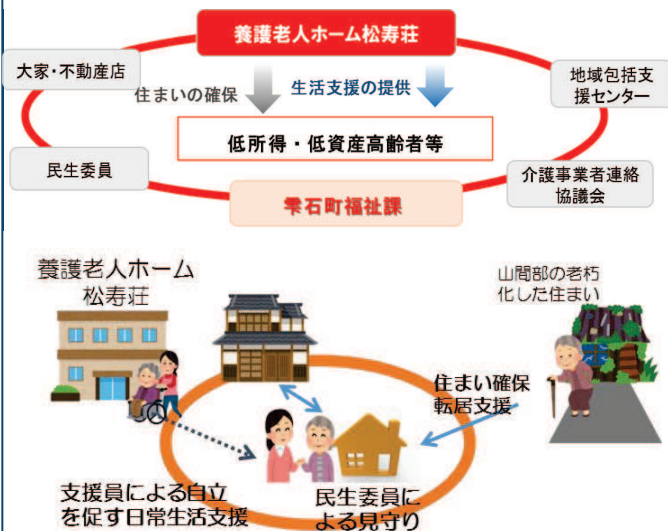 養護老人ホーム松寿荘
大家・不動産店
住まいの確保
生活支援の提供
地域包括支
援センター
低所得・低資産高齢者等
民生委員
雫石町福祉課
介護事業者連絡
協議会
養護老人ホーム
松寿荘
山間部の老朽
化した住まい
住まい確保
転居支援
支援員による自立
を促す日常生活支援
民生委員に
よる見守り